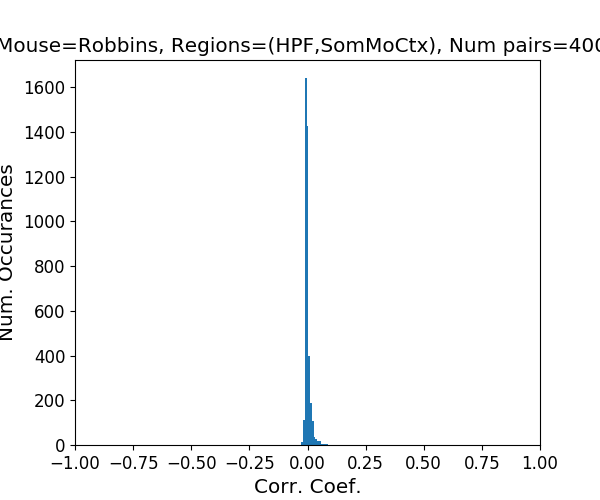 Mouse=Robbins, Regions=(HPF,SomMoCtx), Num pairs=400
1600
1400
1200
1000
800
600
400
200
0
Num. Occurances
−1.00 −0.75 −0.50 −0.25 0.00 0.25 0.50 0.75 1.00
Corr. Coef.